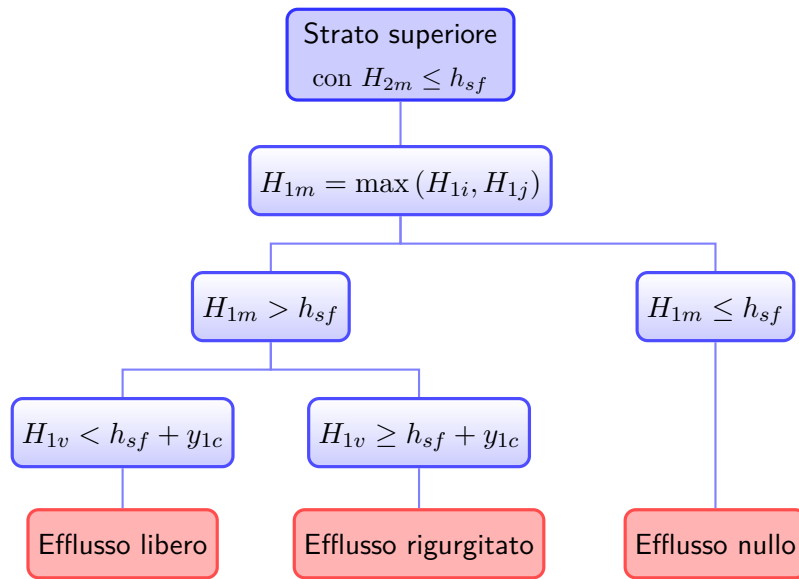 Strato superiore
con $H_{2m} \leq h_{sf}$
$H_{1m} = \max (H_{1i}, H_{1j})$
$H_{1m} > h_{sf}$
$H_{1m} \leq h_{sf}$
$H_{1v} < h_{sf} + y_{1c}$
$H_{1v} \geq h_{sf} + y_{1c}$
Efflusso libero
Efflusso rigurgitato
Efflusso nullo